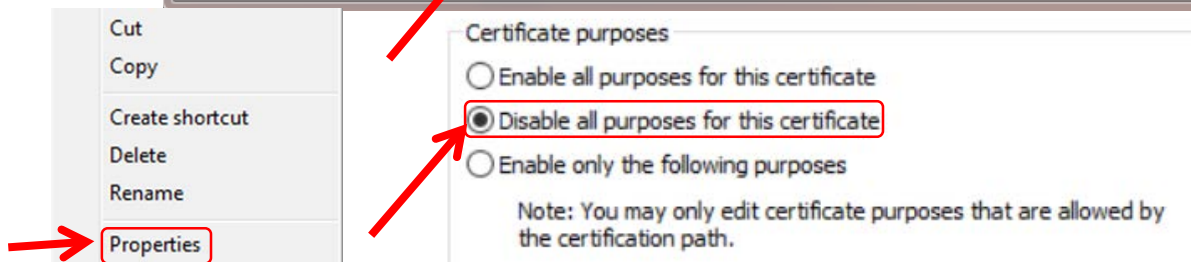 Cut
Copy
Create shortcut
Delete
Rename
Properties
Certificate purposes
Enable all purposes for this certificate
Disable all purposes for this certificate
Enable only the following purposes
Note: You may only edit certificate purposes that are allowed by
the certification path.